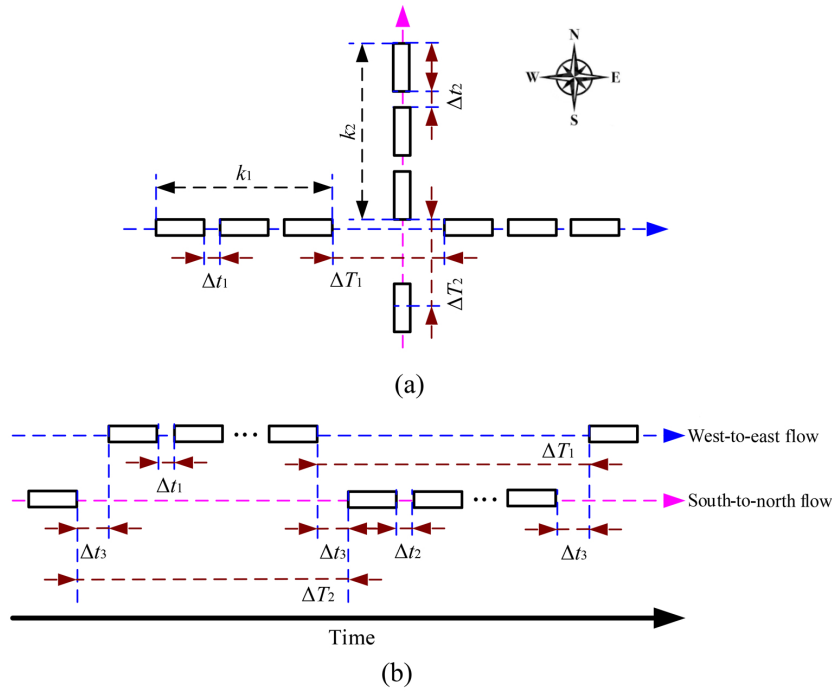 N
W E
S
Δt2
k2
k1
Δt1
ΔT1
ΔT2
(a)
West-to-east flow
ΔT1
Δt1
South-to-north flow
Δt3
Δt3
Δt2
Δt3
ΔT2
Time
(b)